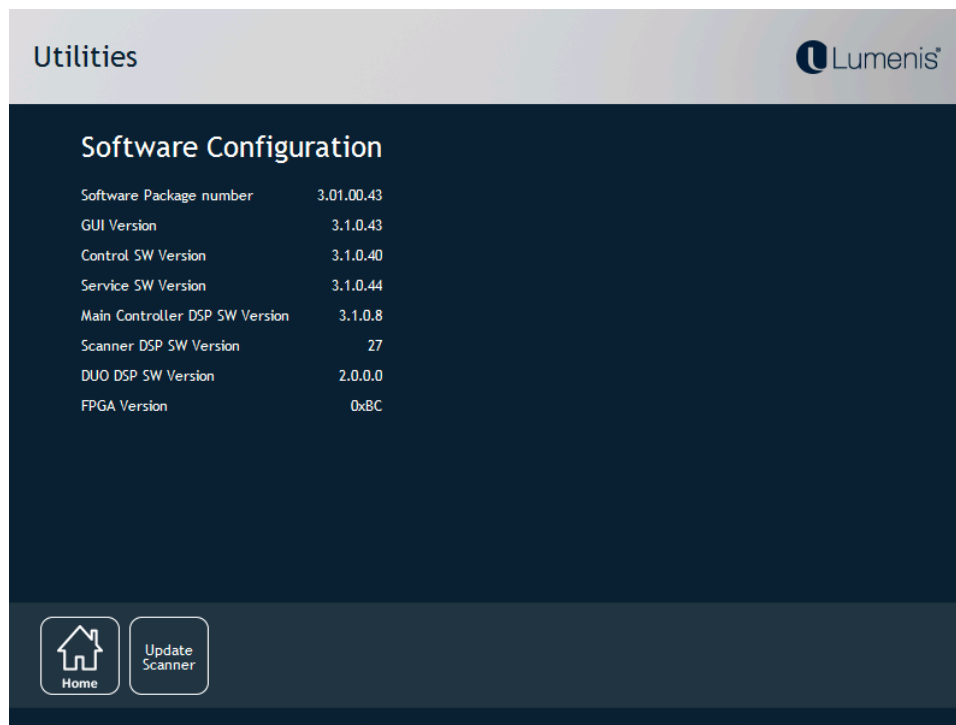 Utilities
Lumenis®
Software Configuration
Software Package number 3.01.00.43
GUI Version 3.1.0.43
Control SW Version 3.1.0.40
Service SW Version 3.1.0.44
Main Controller DSP SW Version 3.1.0.8
Scanner DSP SW Version 27
DUO DSP SW Version 2.0.0.0
FPGA Version 0xBC
Home
Update
Scanner